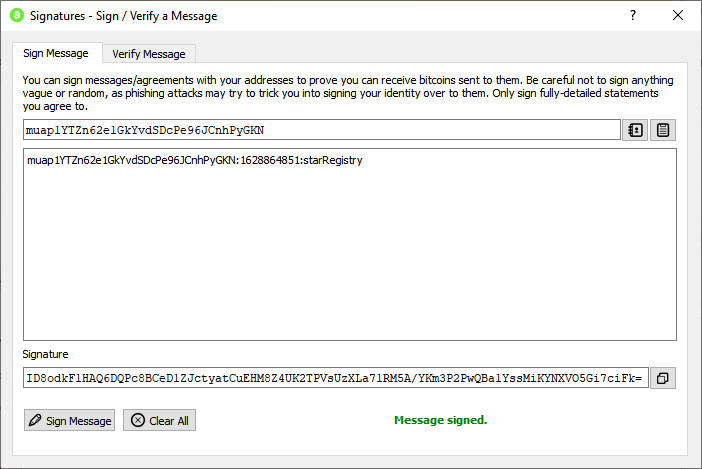 Signatures - Sign / Verify a Message
Sign Message
Verify Message
You can sign messages/agreements with your addresses to prove you can receive bitcoins sent to them. Be careful not to sign anything
vague or random, as phishing attacks may try to trick you into signing your identity over to them. Only sign fully-detailed statements
you agree to.
muap1YTZn62e1GkYvdSDcPe96JCnhPyGKN
muap1YTZn62e1GkYvdSDcPe96JCnhPyGKN:1628864851:starRegistry
Signature
ID8odkF1HAQ6DQPc8BCeD1ZJctyatCuEHM8Z4UK2TPVsUzXLa71RM5A/YKm3P2PwQBa1YssMiKYNXVO5Gi7ciFk=
Sign Message
Clear All
Message signed.